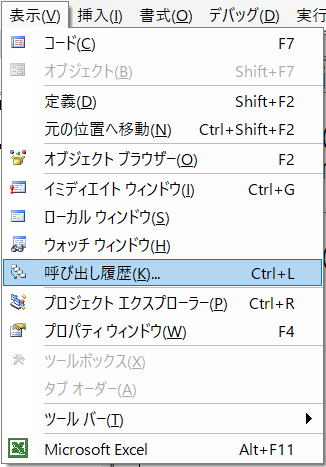 表示(V) 挿入(I) 書式(O) デバッグ(D) 実行
コード(C) F7
オブジェクト(B) Shift+F7
定義(D) Shift+F2
元の位置へ移動(N) Ctrl+Shift+F2
オブジェクト ブラウザー(O) F2
イミディエイト ウィンドウ(I) Ctrl+G
ローカル ウィンドウ(S)
ウォッチ ウィンドウ(H)
呼び出し履歴(K)... Ctrl+L
プロジェクト エクスプローラー(P) Ctrl+R
プロパティ ウィンドウ(W) F4
ツールボックス(X)
タブ オーダー(A)
ツール バー(T)
Microsoft Excel Alt+F11